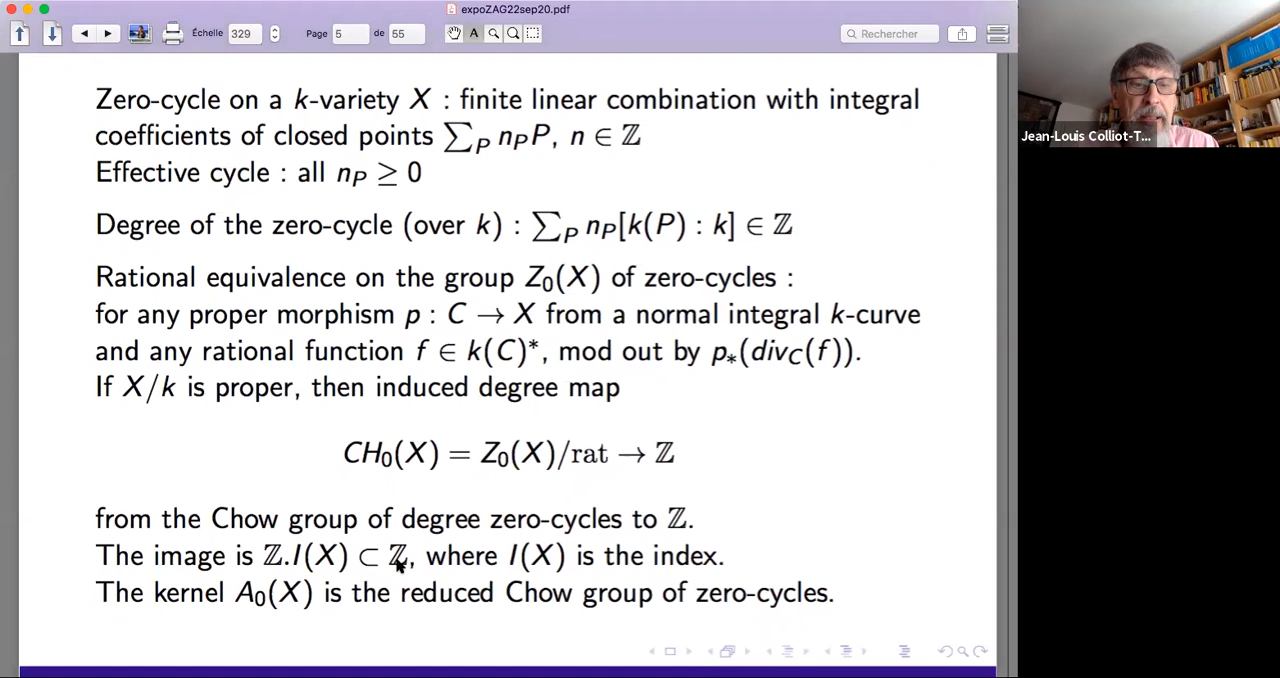 expoZAG22sep20.pdf
Échelle 329 Page 5 de 55 Rechercher
Zero-cycle on a k-variety X : finite linear combination with integral
coefficients of closed points ∑_P n_P P, n ∈ ℤ
Effective cycle : all n_P ≥ 0
Degree of the zero-cycle (over k) : ∑_P n_P[k(P) : k] ∈ ℤ
Rational equivalence on the group Z_0(X) of zero-cycles :
for any proper morphism p : C → X from a normal integral k-curve
and any rational function f ∈ k(C)*, mod out by p_*(div_C(f)).
If X/k is proper, then induced degree map
CH_0(X) = Z_0(X)/rat → ℤ
from the Chow group of degree zero-cycles to ℤ.
The image is ℤ.I(X) ⊂ ℤ, where I(X) is the index.
The kernel A_0(X) is the reduced Chow group of zero-cycles.
Jean-Louis Colliot-T...